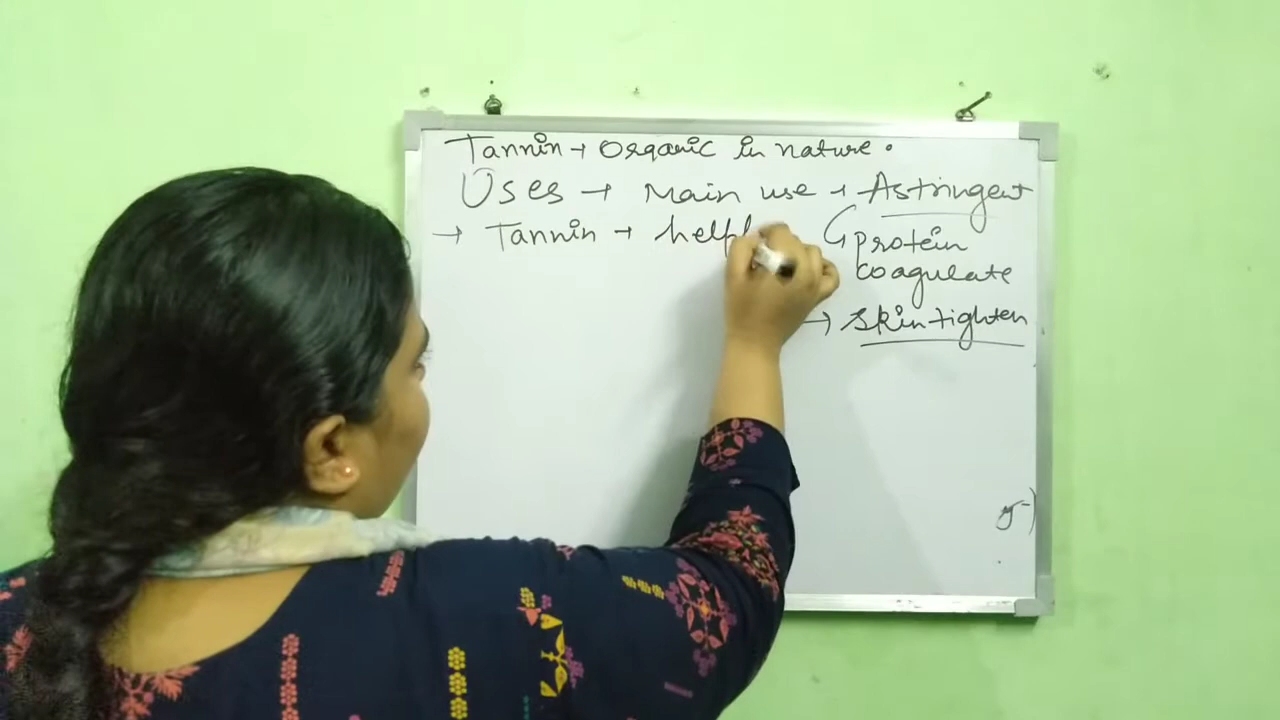 Tannin → Organic in nature.
Uses → Main use → Astringent
→ Tannin → help
protein
coagulate
→ skin tighten